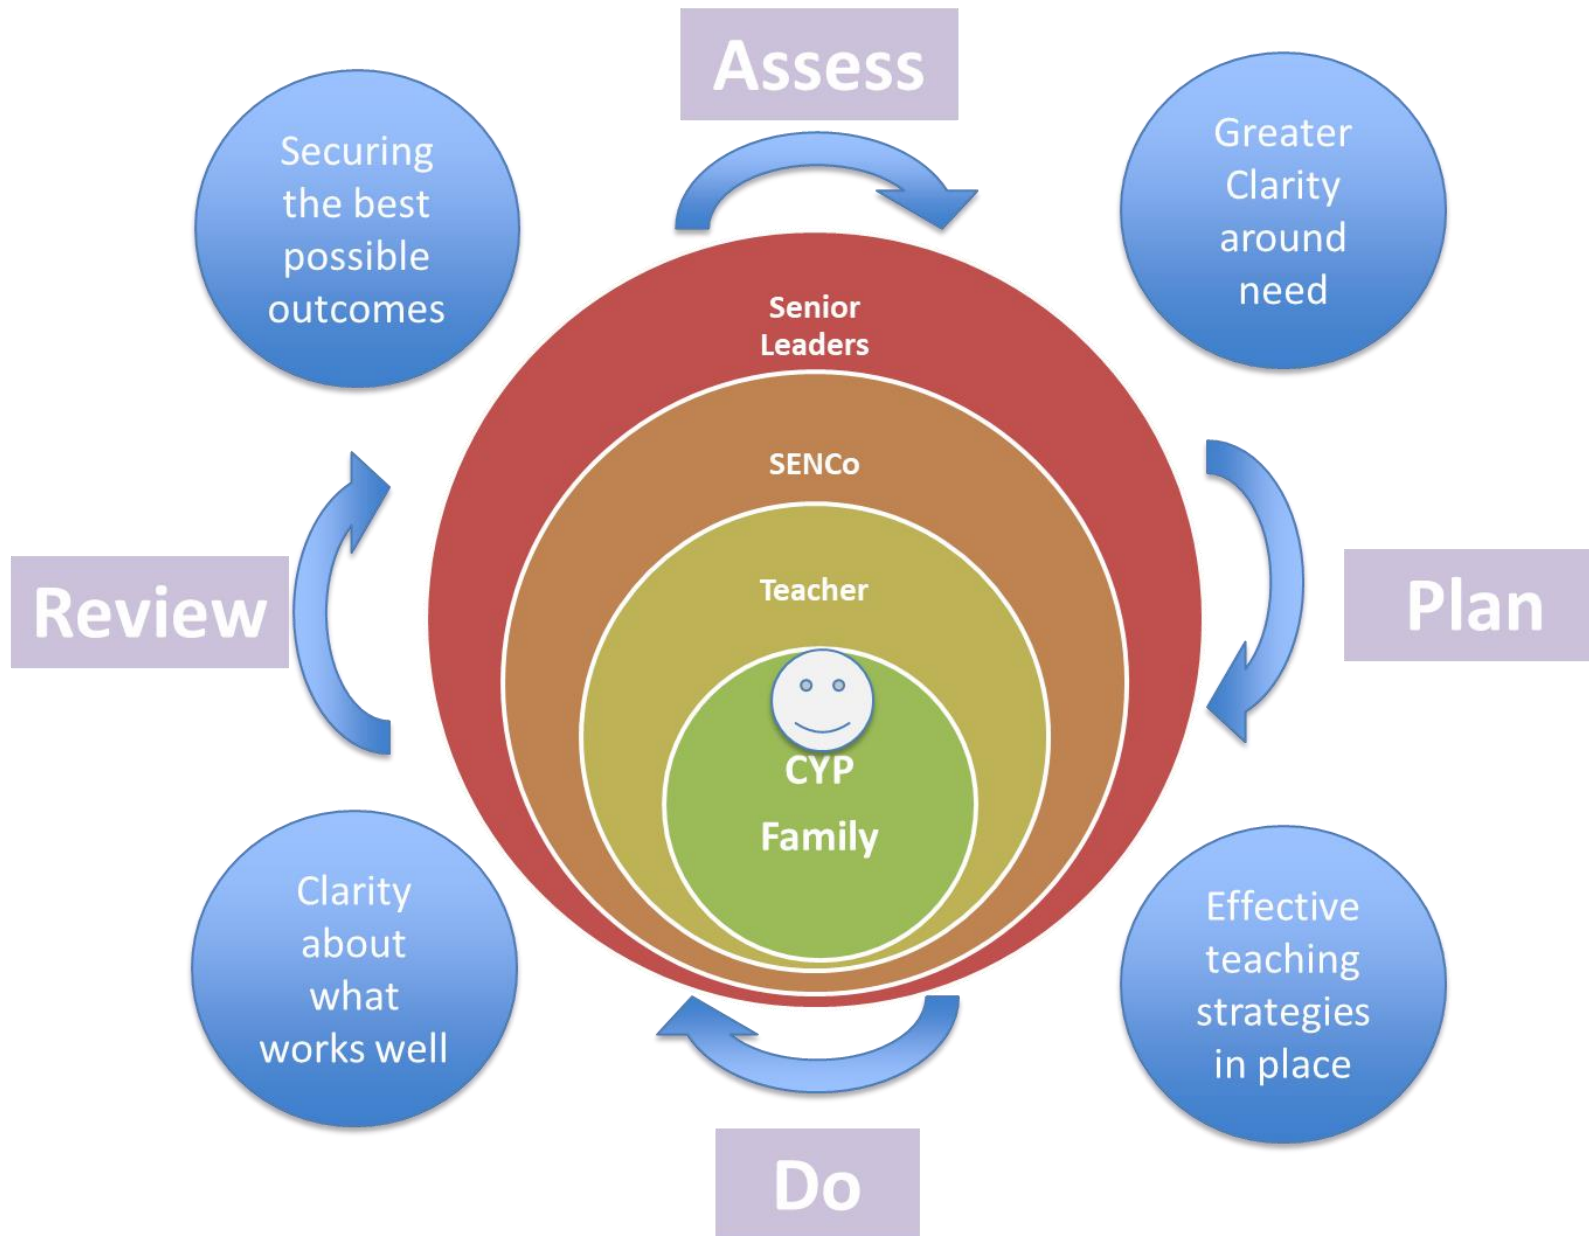 Assess
Securing
the best
possible
outcomes
Greater
Clarity
around
need
Senior
Leaders
SENCo
Teacher
CYP
Family
Review
Plan
Clarity
about
what
works well
Effective
teaching
strategies
in place
Do